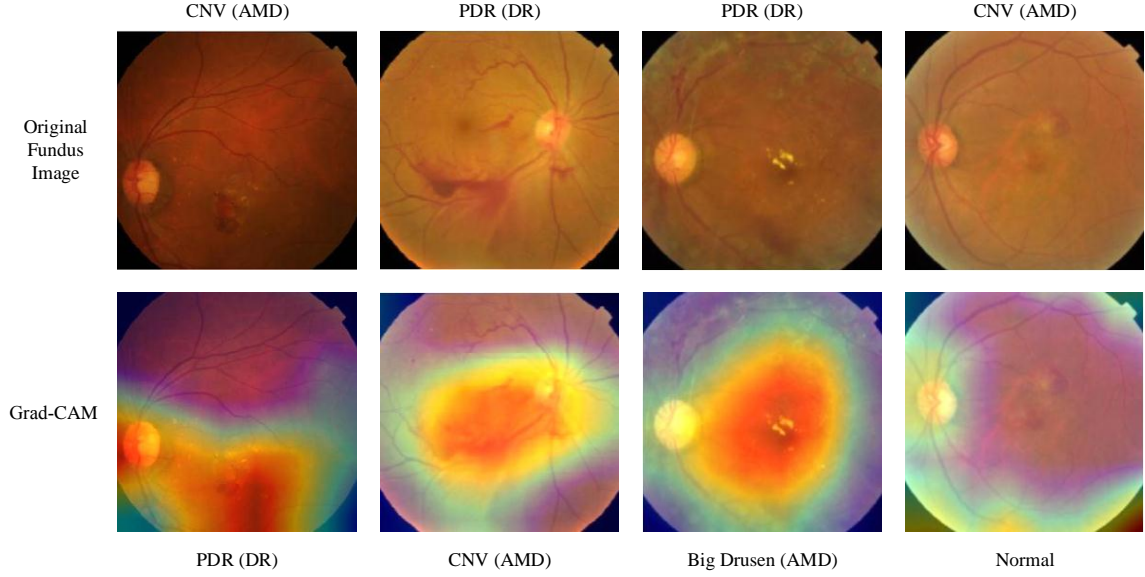 CNV (AMD) PDR (DR) PDR (DR) CNV (AMD)
Original
Fundus
Image
Grad-CAM
PDR (DR) CNV (AMD) Big Drusen (AMD) Normal